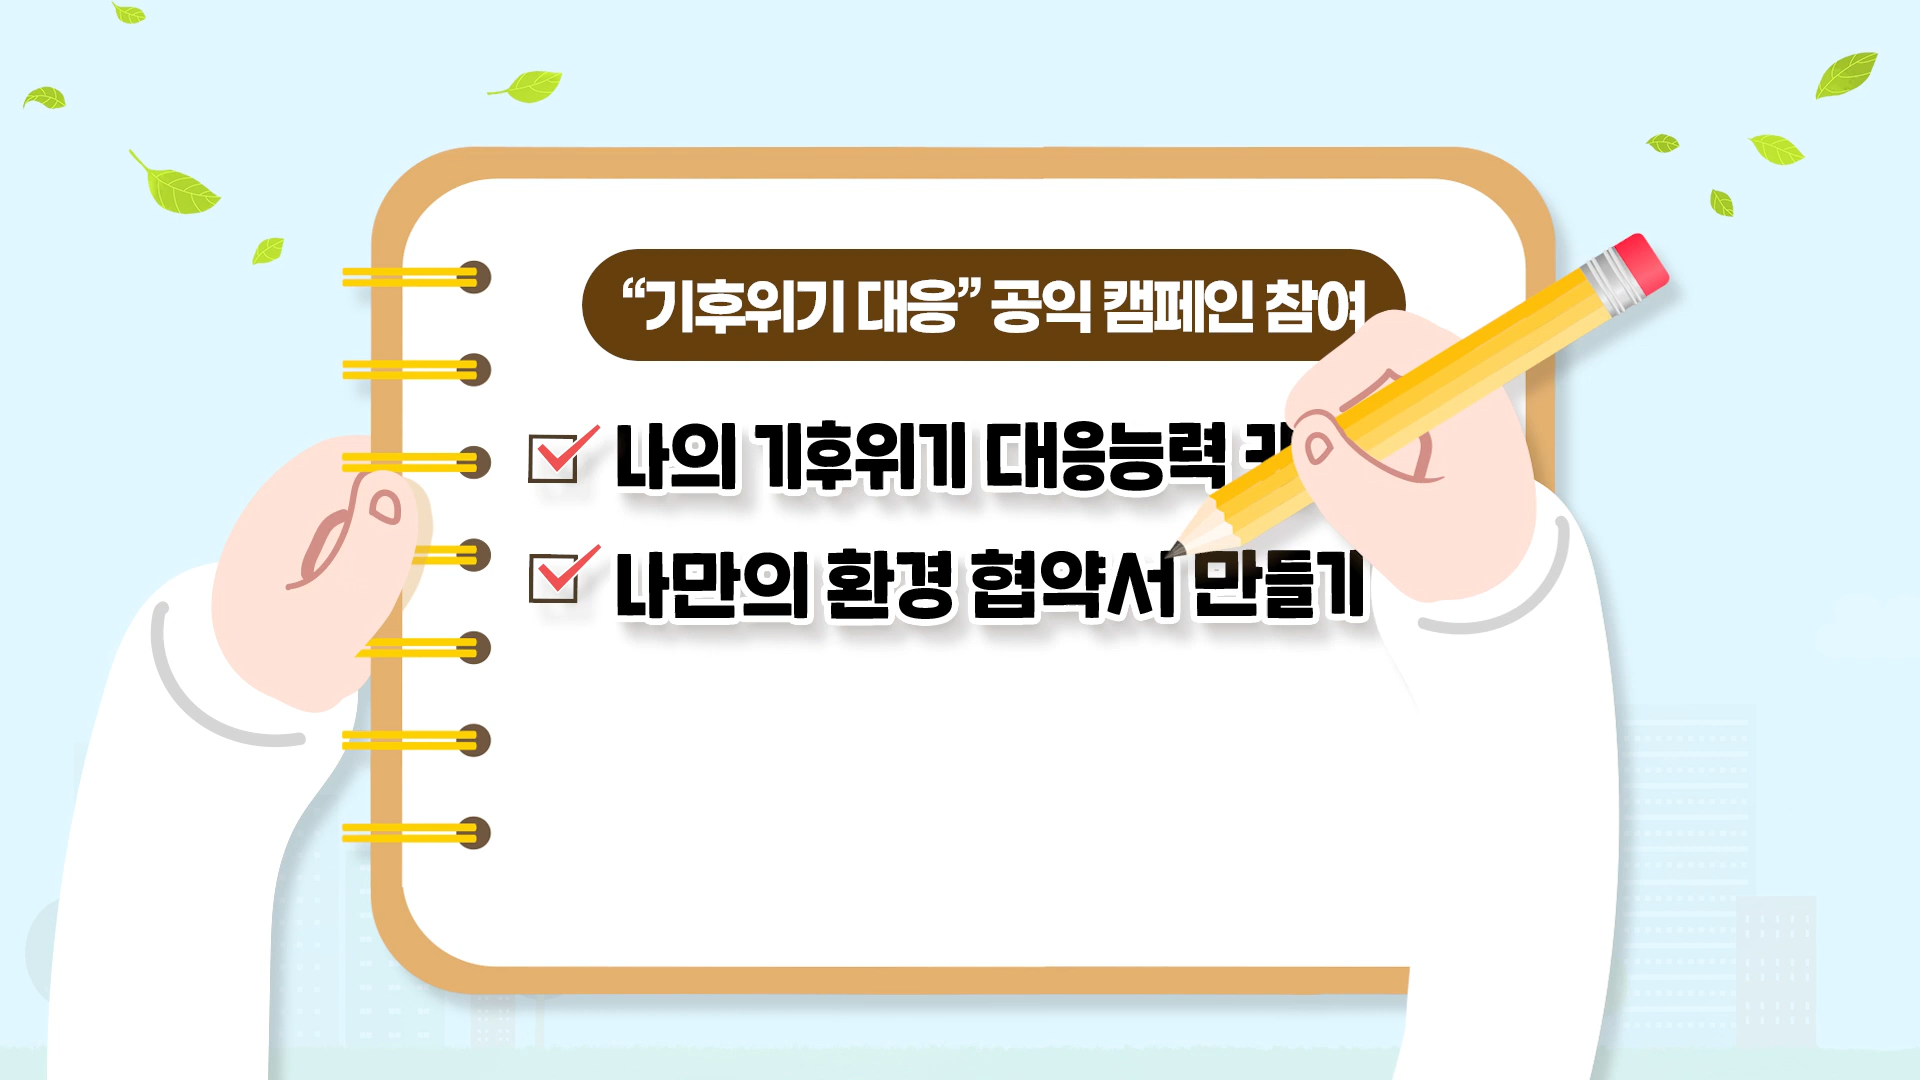 “기후위기 대응” 공익 캠페인 참여
나의 기후위기 대응능력
나만의 환경 협약서 만들기